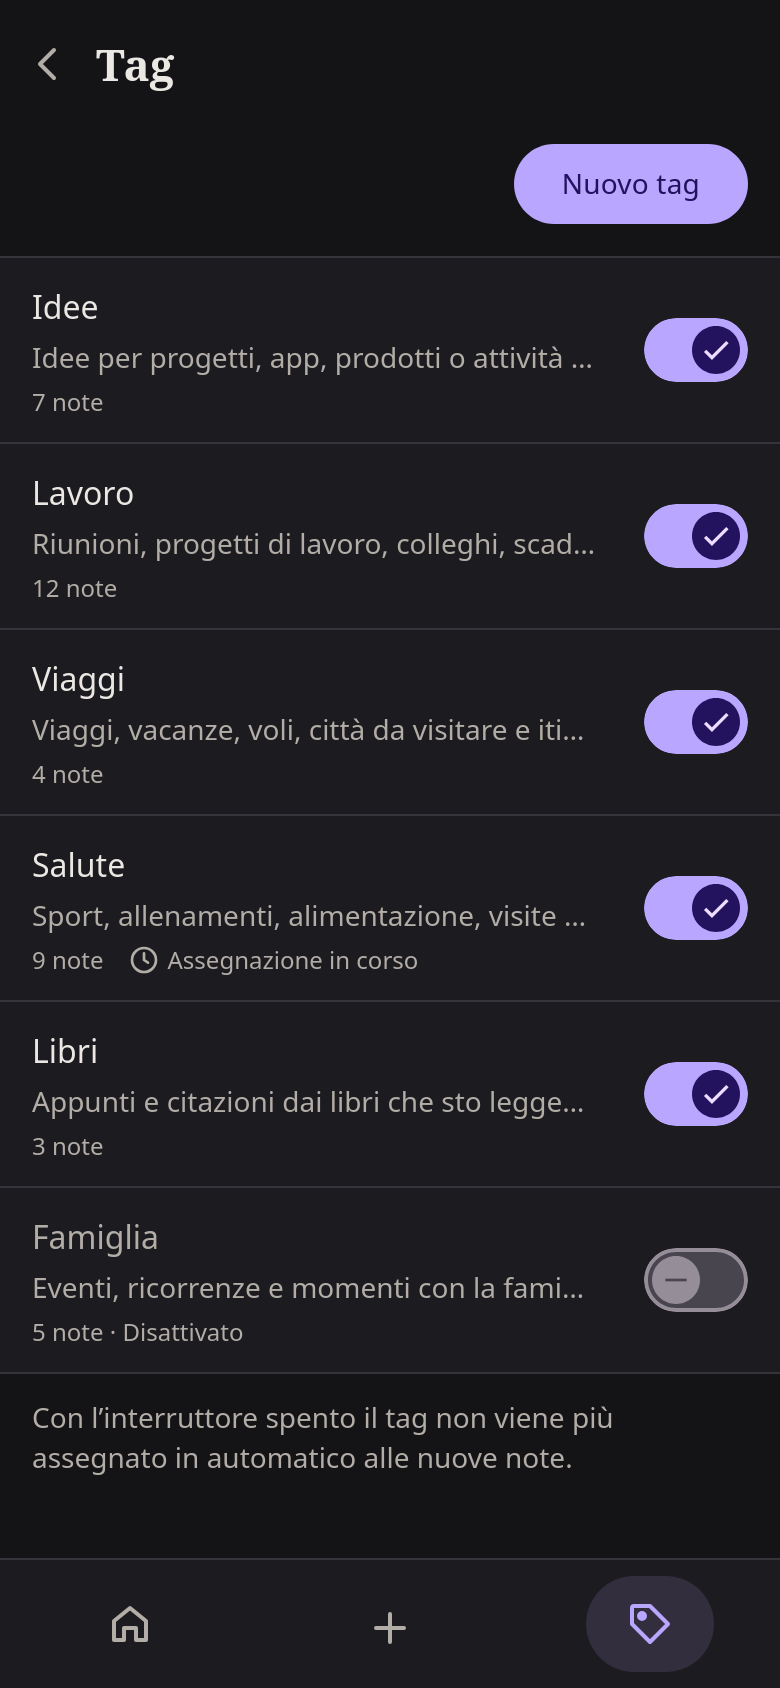 Tag
Nuovo tag
Idee
Idee per progetti, app, prodotti o attività ...
7 note
Lavoro
Riunioni, progetti di lavoro, colleghi, scad...
12 note
Viaggi
Viaggi, vacanze, voli, città da visitare e iti...
4 note
Salute
Sport, allenamenti, alimentazione, visite ...
9 note Assegnazione in corso
Libri
Appunti e citazioni dai libri che sto legge...
3 note
Famiglia
Eventi, ricorrenze e momenti con la fami...
5 note · Disattivato
Con l’interruttore spento il tag non viene più
assegnato in automatico alle nuove note.